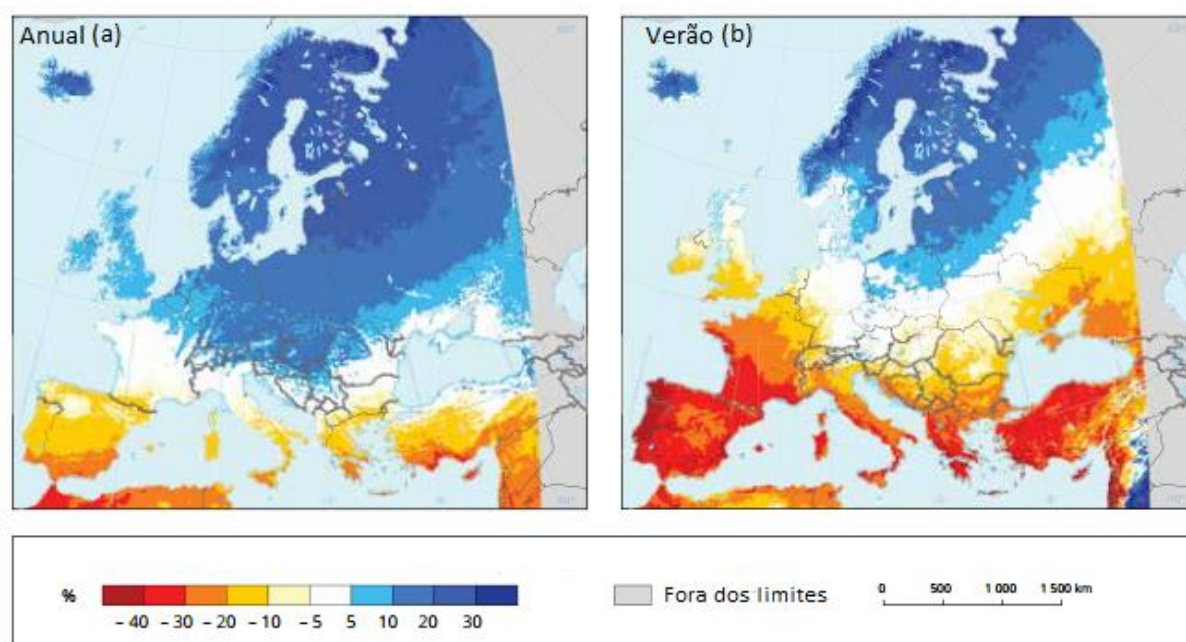 Anual (a)
Verão (b)
%
– 40 – 30 – 20 – 10 – 5 5 10 20 30
Fora dos limites
0 500 1 000 1 500 km